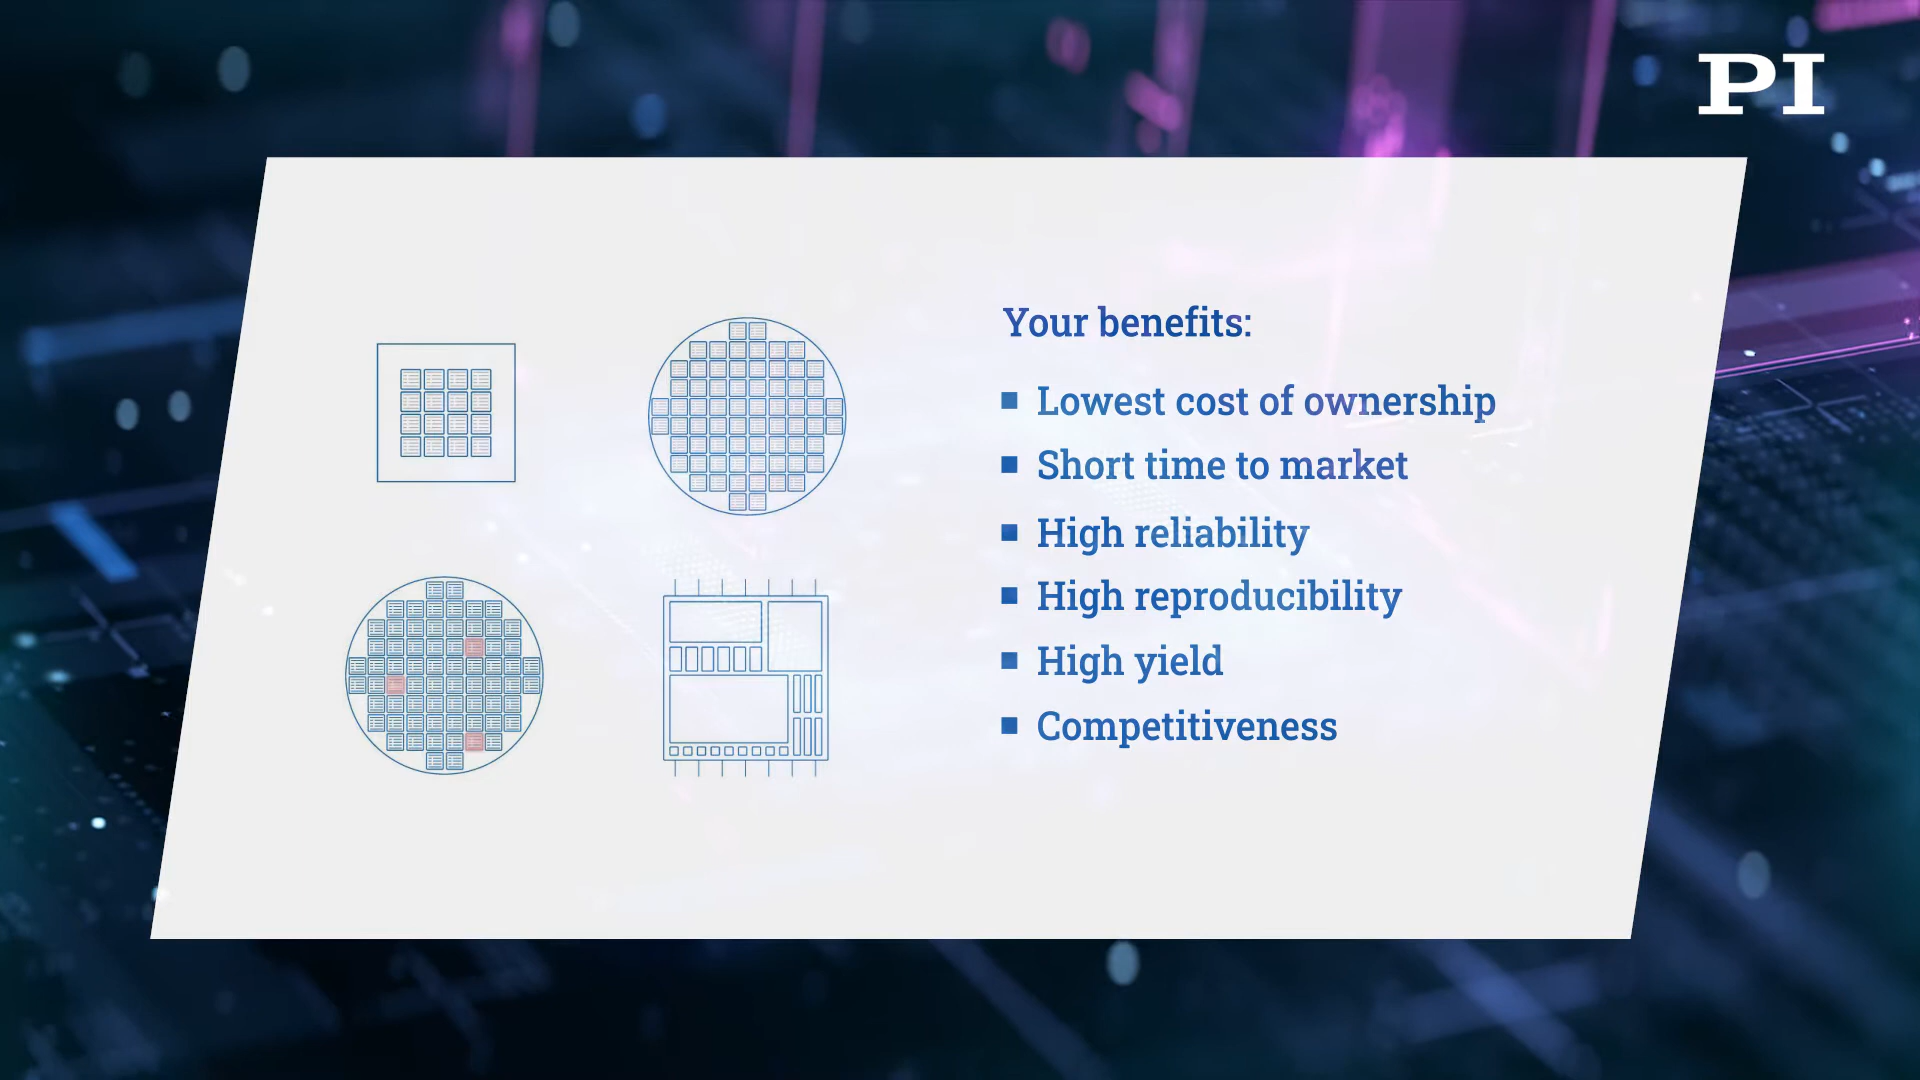 PI
Your benefits:
Lowest cost of ownership
Short time to market
High reliability
High reproducibility
High yield
Competitiveness